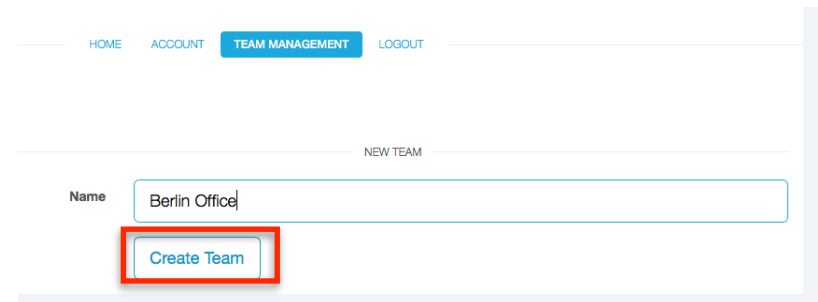 HOME ACCOUNT TEAM MANAGEMENT LOGOUT
NEW TEAM
Name Berlin Office
Create Team